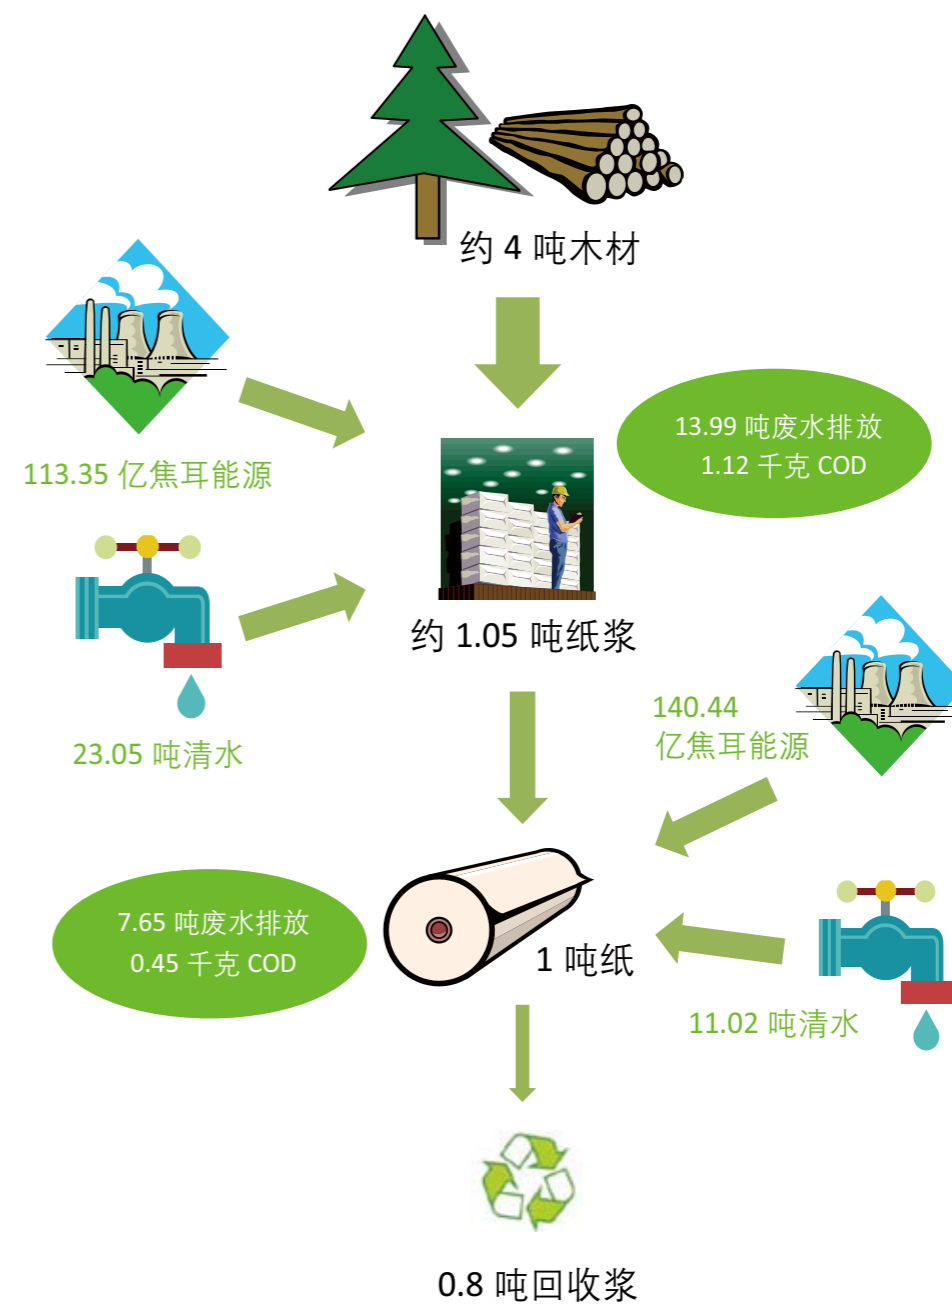 约 4 吨木材
113.35 亿焦耳能源
13.99 吨废水排放
1.12 千克 COD
23.05 吨清水
约 1.05 吨纸浆
140.44
亿焦耳能源
7.65 吨废水排放
0.45 千克 COD
1 吨纸
11.02 吨清水
0.8 吨回收浆